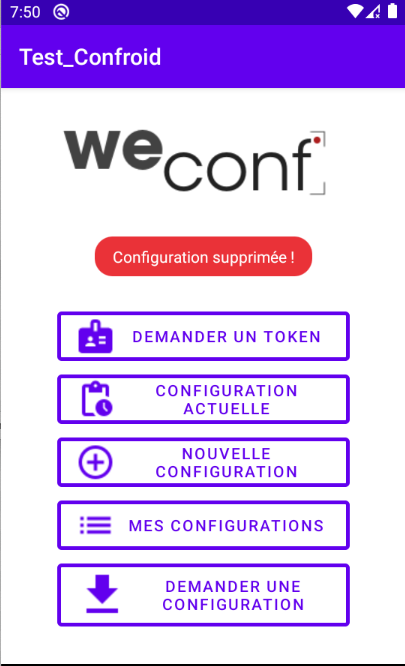 7:50
Test_Confroid
weconf
Configuration supprimée !
DEMANDER UN TOKEN
CONFIGURATION
ACTUELLE
NOUVELLE
CONFIGURATION
MES CONFIGURATIONS
DEMANDER UNE
CONFIGURATION